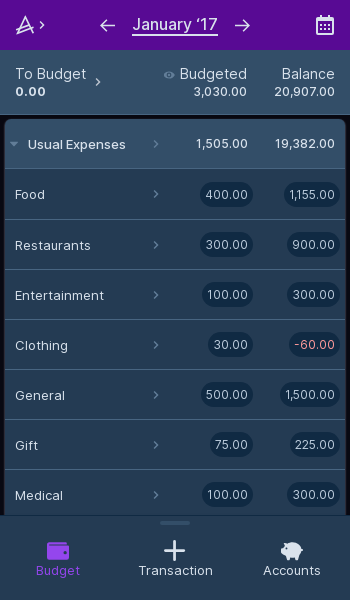 January ‘17
To Budget Budgeted Balance
0.00 3,030.00 20,907.00
Usual Expenses 1,505.00 19,382.00
Food 400.00 1,155.00
Restaurants 300.00 900.00
Entertainment 100.00 300.00
Clothing 30.00 -60.00
General 500.00 1,500.00
Gift 75.00 225.00
Medical 100.00 300.00
Budget Transaction Accounts